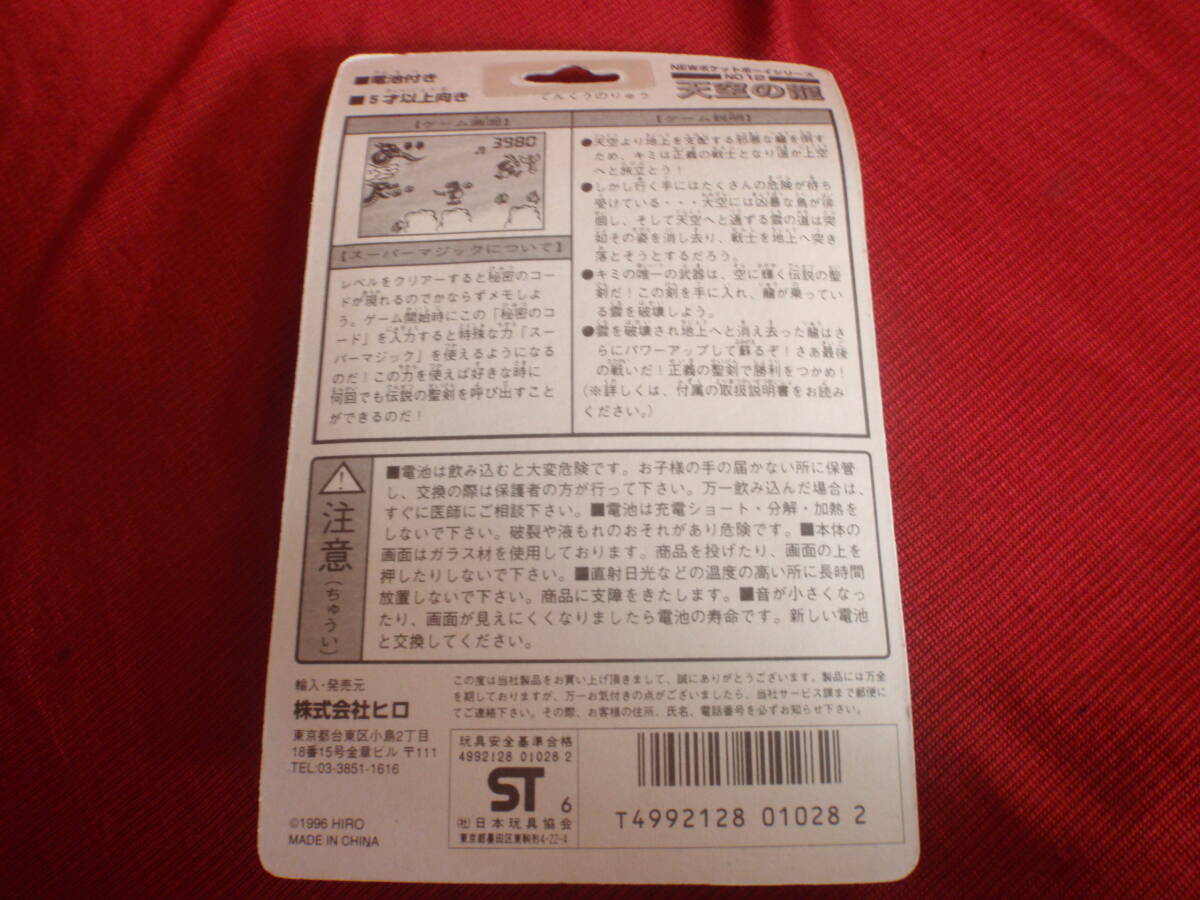 ■電池付き
■5才以上向き
てんくうのりゅう
NEWポケットボーイシリーズ
NO 12
天空の龍
【ゲーム画面】
3980
【スーパーマジックについて】
レベルをクリアーすると秘密のコー
ドが現れるのでかならずメモしよ
う。ゲーム開始時にこの「秘密のコ
ード」を入力すると特殊な力「スー
パーマジック」を使えるようになる
のだ!この力を使えば好きな時に
何回でも伝説の聖剣を呼び出すこと
ができるのだ!
【ゲーム説明】
●天空より地上を支配する邪悪な龍を倒す
ため、キミは正義の戦士となり遥か上空
へと旅立とう!
●しかし行く手にはたくさんの危険が待ち
受けている・・・大空には凶暴な鳥が徘
徊し、そして天空へと通ずる雲の道は突
如その姿を消し去り、戦士を地上へ突き
落とそうとするだろう。
●キミの唯一の武器は、空に輝く伝説の聖
剣だ!この剣を手に入れ、龍が乗ってい
る雲を破壊しよう。
●雲を破壊され地上へと消え去った龍はさ
らにパワーアップして蘇るぞ!さあ最後
の戦いだ!正義の聖剣で勝利をつかめ!
(※詳しくは、付属の取扱説明書をお読み
ください。)
注意(ちゅうい)
■電池は飲み込むと大変危険です。お子様の手の届かない所に保管
し、交換の際は保護者の方が行って下さい。万一飲み込んだ場合は、
すぐに医師にご相談下さい。■電池は充電ショート・分解・加熱を
しないで下さい。破裂や液もれのおそれがあり危険です。■本体の
画面はガラス材を使用しております。商品を投げたり、画面の上を
押したりしないで下さい。■直射日光などの温度の高い所に長時間
放置しないで下さい。商品に支障をきたします。■音が小さくなっ
たり、画面が見えにくくなりましたら電池の寿命です。新しい電池
と交換してください。
輸入・発売元
株式会社ヒロ
東京都台東区小島2丁目
18番15号金章ビル 〒111
TEL:03-3851-1616
©1996 HIRO
MADE IN CHINA
この度は当社製品をお買い上げ頂きまして、誠にありがとうございます。製品には万全
を期しておりますが、万一お気付きの点がございましたら、当社サービス課まで郵便に
てご連絡下さい。その際、お客様の住所、氏名、電話番号を必ずお知らせ下さい。
玩具安全基準合格
4992128 01028 2
ST 6
㈳日本玩具協会
東京都墨田区東駒形4-22-4
T4992128 01028 2